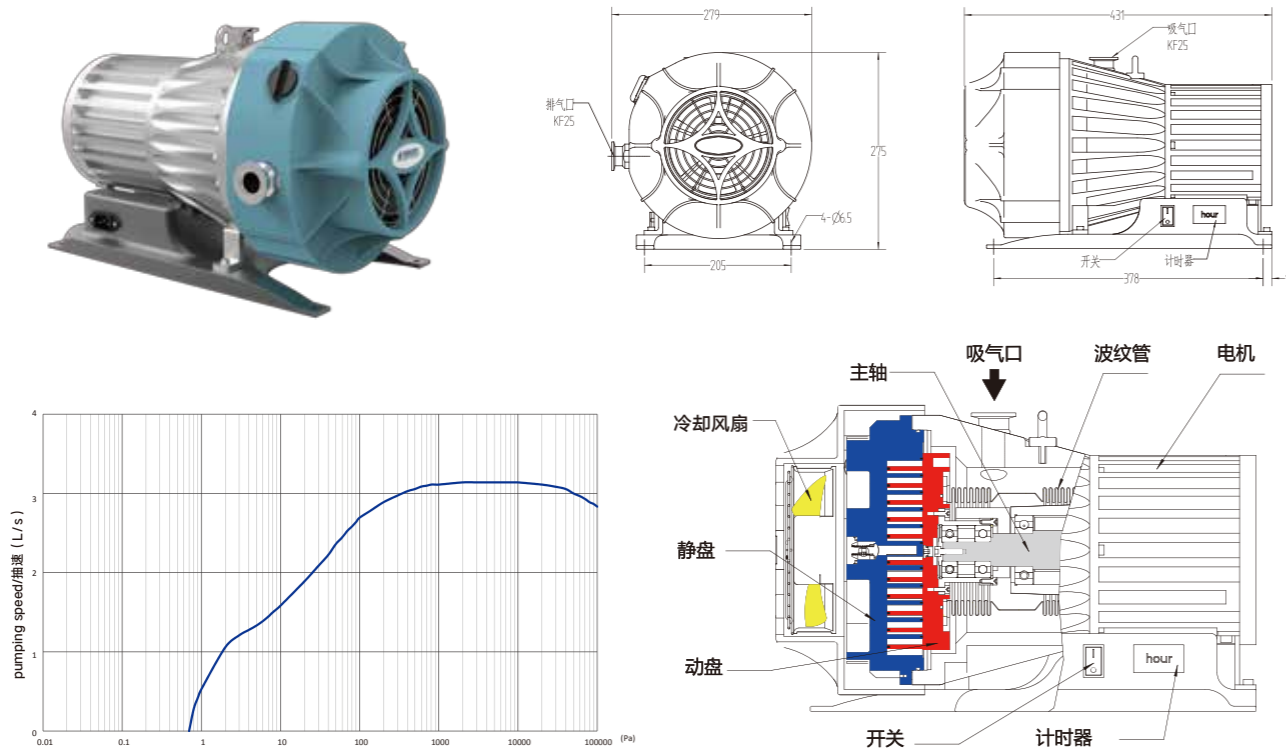 279
排气口
KF25
275
4-Ø6.5
205
431
吸气口
KF25
hour
开关
计时器
378
pumping speed/抽速（L/s）
4
3
2
1
0
0.01
0.1
1
10
100
1000
10000
100000
(Pa)
吸气口
波纹管
电机
主轴
冷却风扇
静盘
动盘
hour
开关
计时器